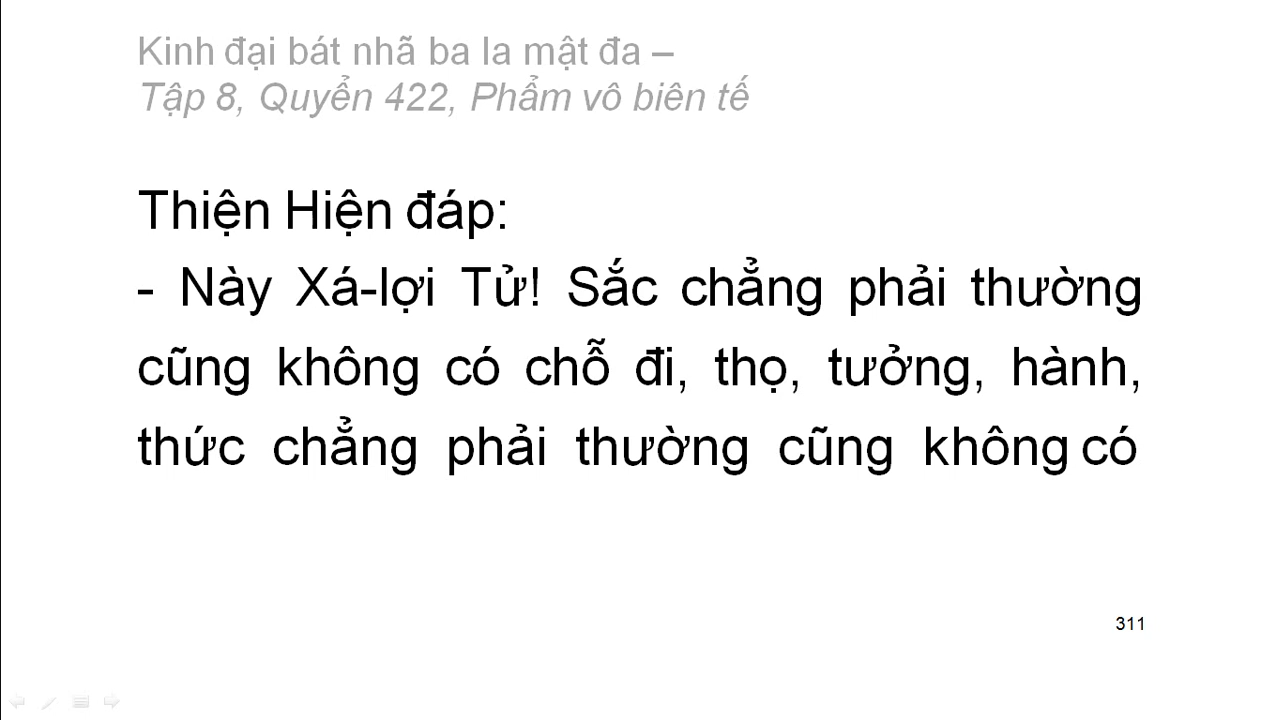 Kinh đại bát nhã ba la mật đa –
Tập 8, Quyển 422, Phẩm vô biên tế
Thiện Hiện đáp:
- Này Xá-lợi Tử! Sắc chẳng phải thường
cũng không có chỗ đi, thọ, tưởng, hành,
thức chẳng phải thường cũng không có
311